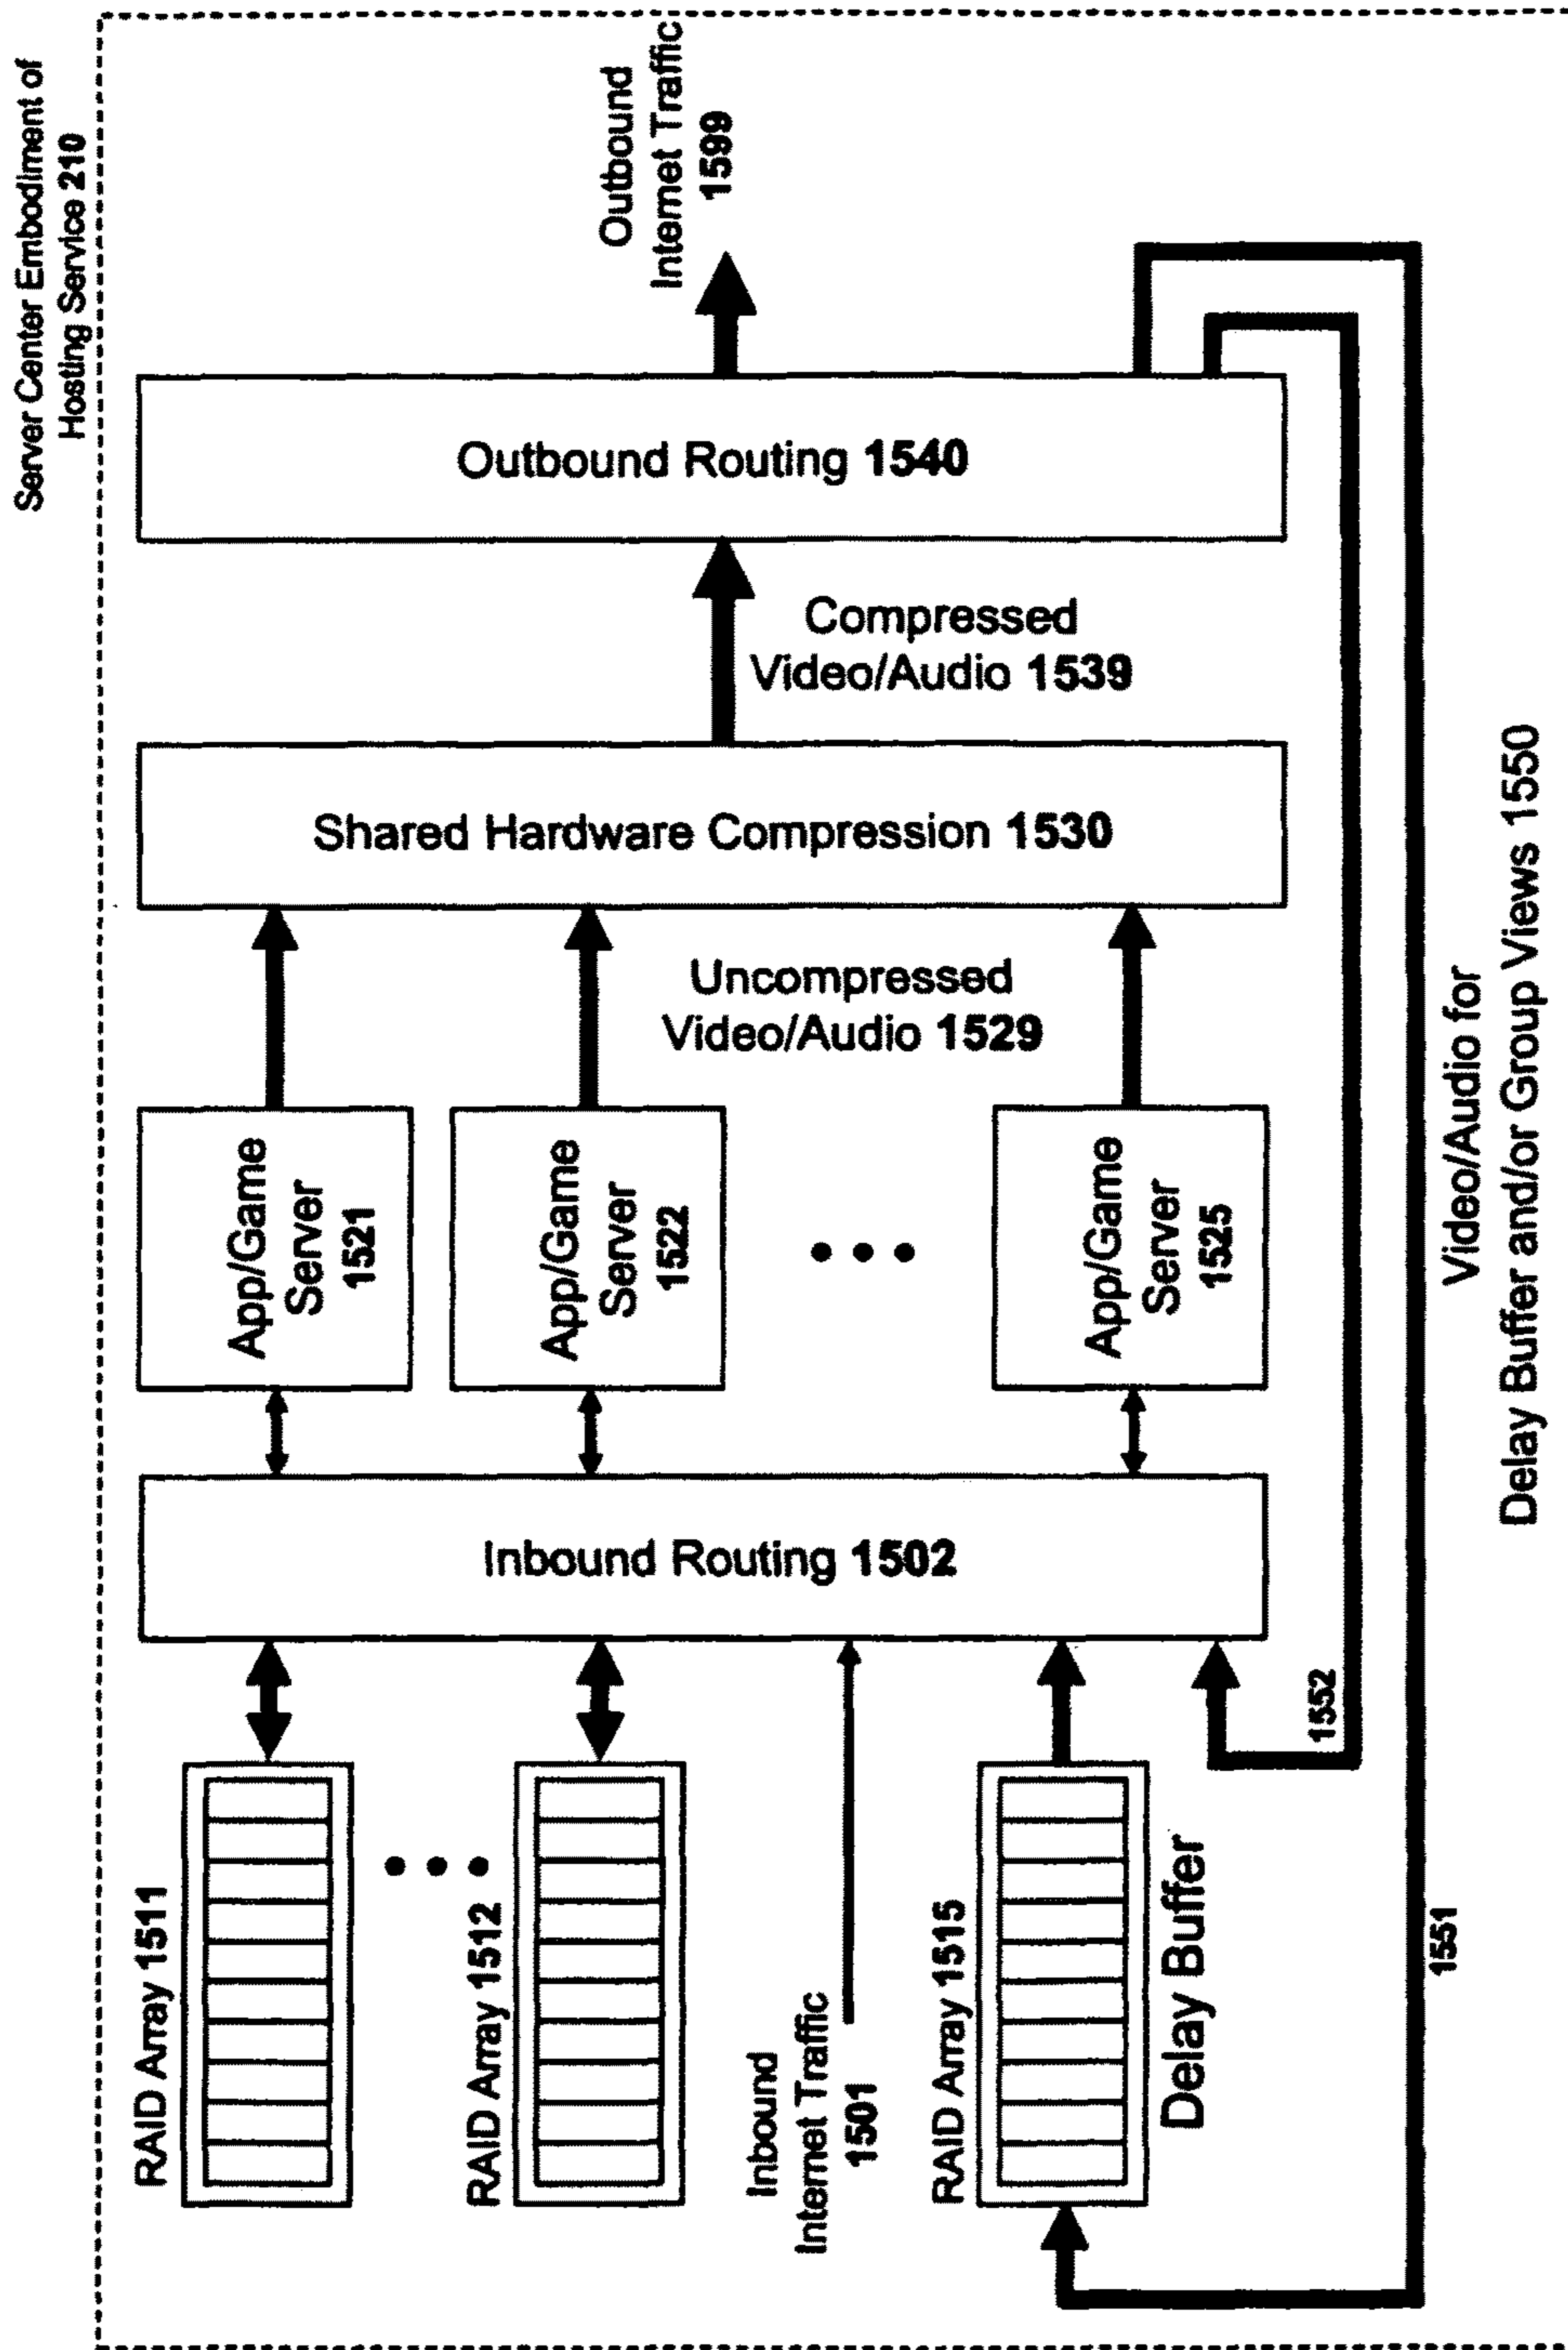 Server Center Embodiment of
Hosting Service 210
RAID Array 1511
RAID Array 1512
Inbound
Internet Traffic
1501
RAID Array 1515
Delay Buffer
Inbound Routing 1502
App/Game
Server
1521
App/Game
Server
1522
App/Game
Server
1525
Uncompressed
Video/Audio 1529
Shared Hardware Compression 1530
Compressed
Video/Audio 1539
Outbound Routing 1540
Outbound
Internet Traffic
1599
1552
1551
Video/Audio for
Delay Buffer and/or Group Views 1550